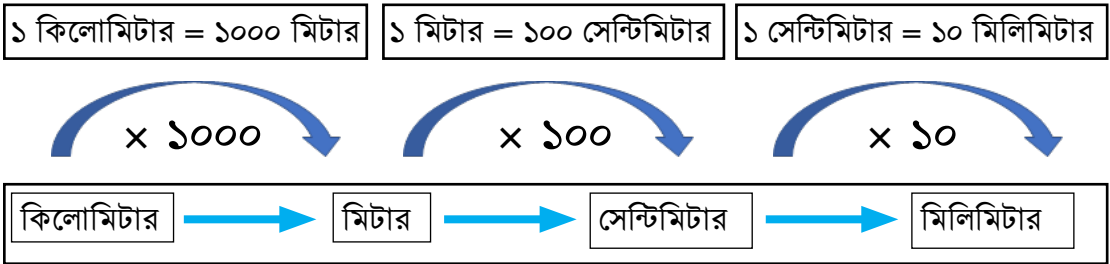 ১ কিলোমিটার = ১০০০ মিটার
১ মিটার = ১০০ সেন্টিমিটার
১ সেন্টিমিটার = ১০ মিলিমিটার
× ১০০০
× ১০০
× ১০
কিলোমিটার
মিটার
সেন্টিমিটার
মিলিমিটার